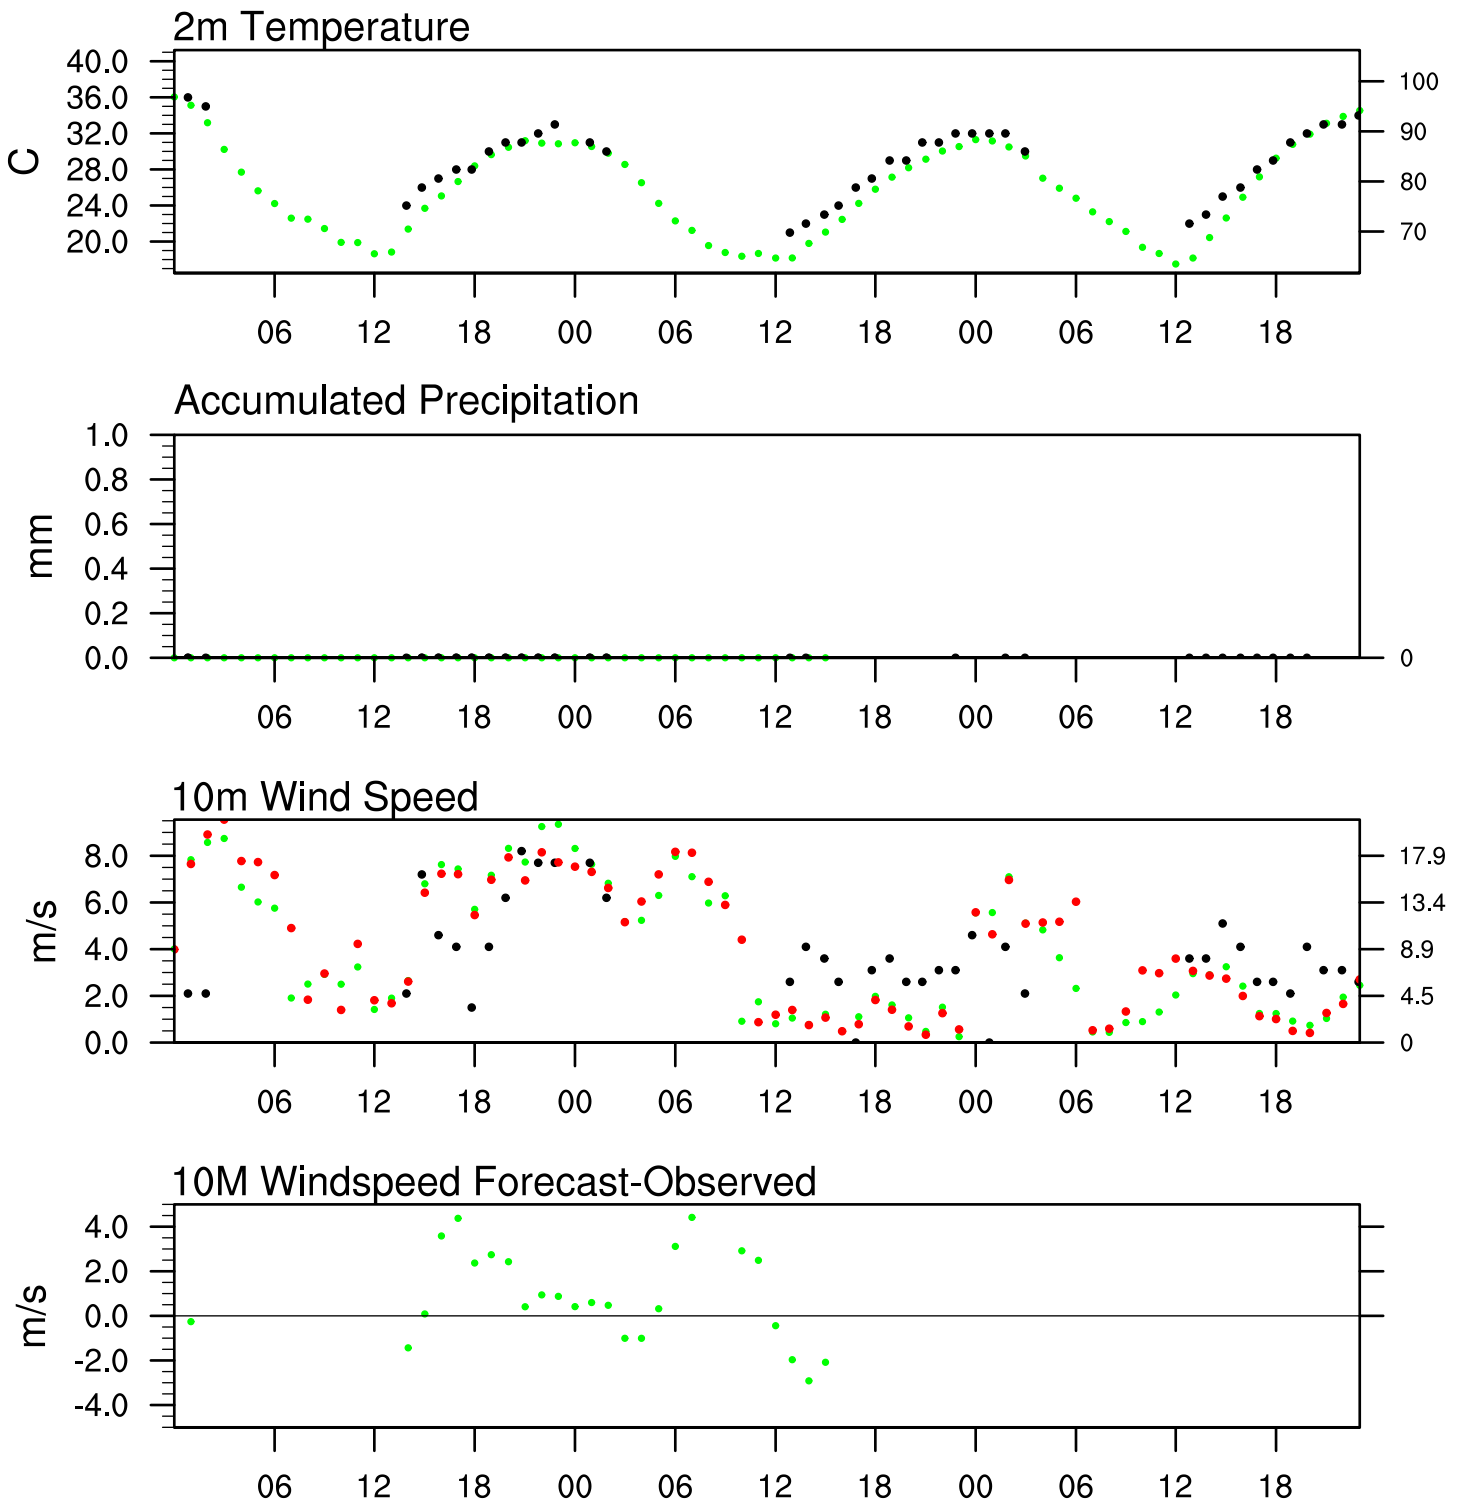 2m Temperature
40.0
36.0
32.0
28.0
24.0
20.0
C
100
90
80
70
06 12 18 00 06 12 18 00 06 12 18
Accumulated Precipitation
1.0
0.8
0.6
0.4
0.2
0.0
mm
0
06 12 18 00 06 12 18 00 06 12 18
10m Wind Speed
8.0
6.0
4.0
2.0
0.0
m/s
17.9
13.4
8.9
4.5
0
06 12 18 00 06 12 18 00 06 12 18
10M Windspeed Forecast-Observed
4.0
2.0
0.0
-2.0
-4.0
m/s
06 12 18 00 06 12 18 00 06 12 18